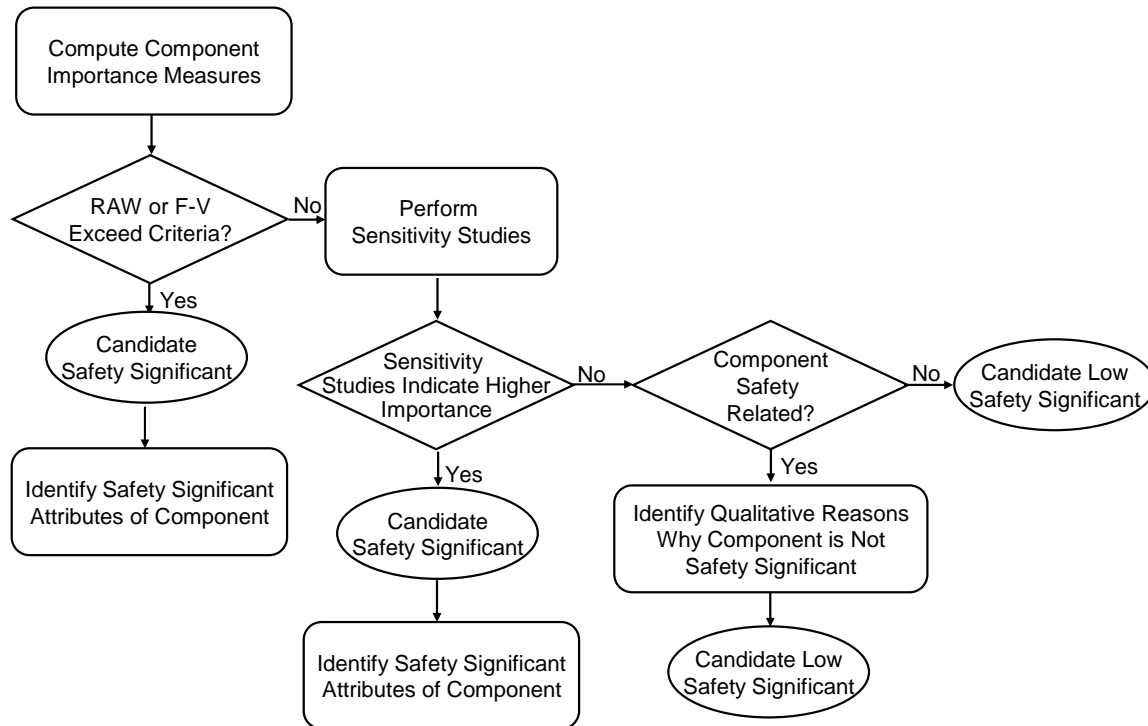 Compute Component
Importance Measures
RAW or F-V
Exceed Criteria?
No
Perform
Sensitivity Studies
Yes
Candidate
Safety Significant
Identify Safety Significant
Attributes of Component
Sensitivity
Studies Indicate Higher
Importance
No
Component
Safety
Related?
No
Candidate Low
Safety Significant
Yes
Candidate
Safety Significant
Identify Safety Significant
Attributes of Component
Yes
Identify Qualitative Reasons
Why Component is Not
Safety Significant
Candidate Low
Safety Significant